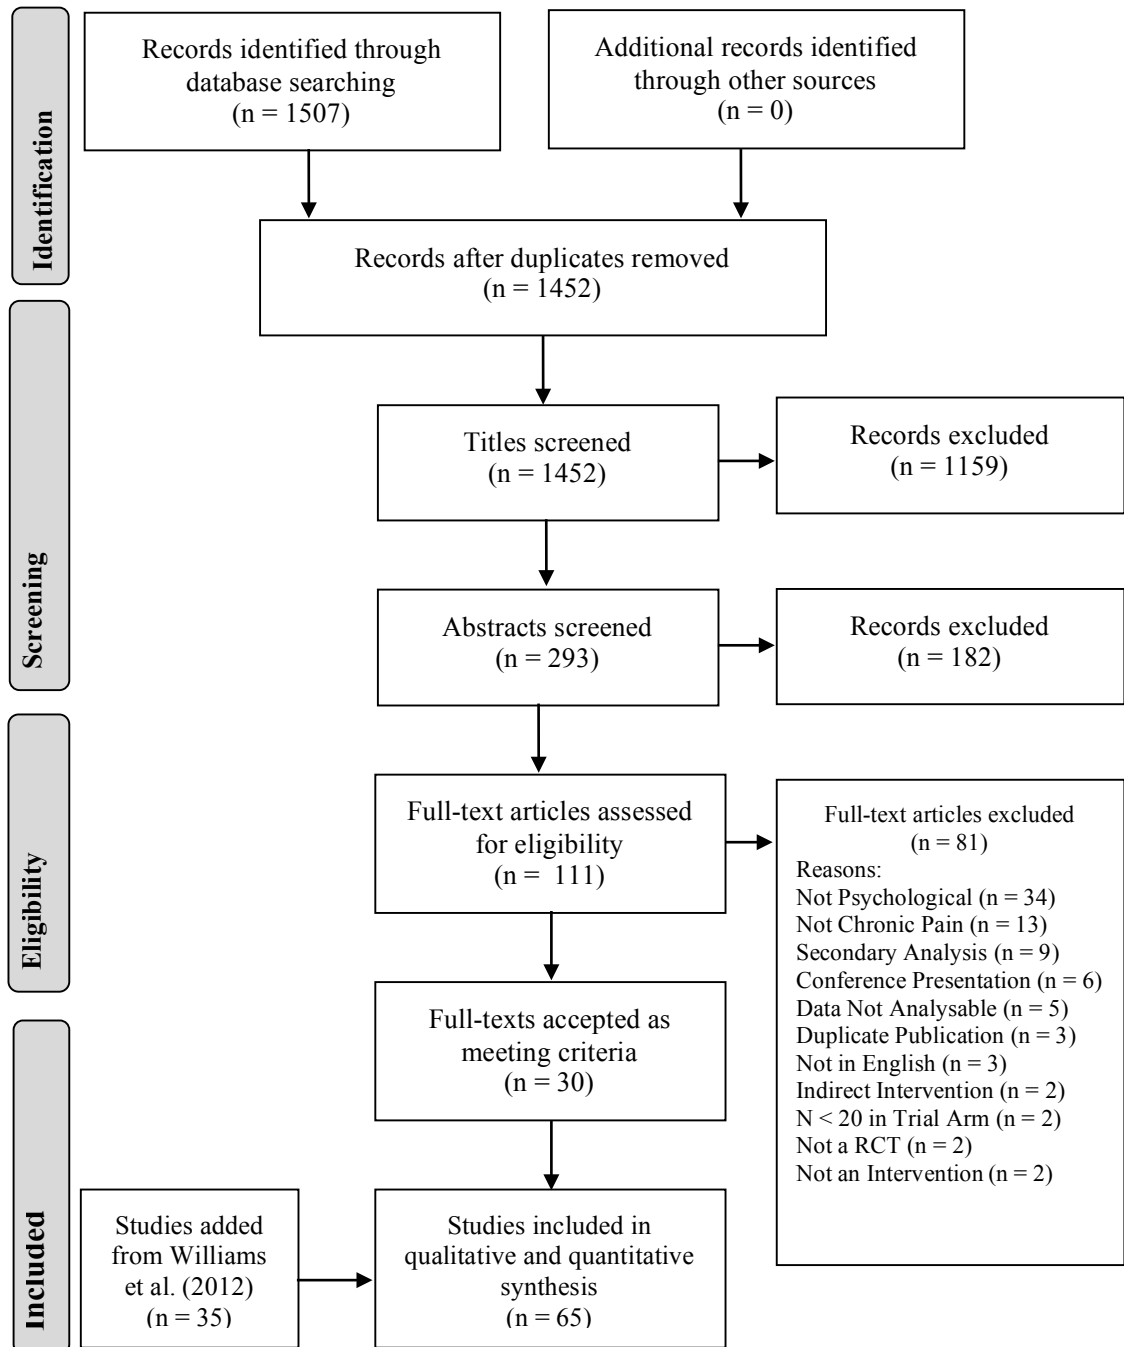 Identification
Records identified through
database searching
(n = 1507)
Additional records identified
through other sources
(n = 0)
Records after duplicates removed
(n = 1452)
Screening
Titles screened
(n = 1452)
Records excluded
(n = 1159)
Abstracts screened
(n = 293)
Records excluded
(n = 182)
Eligibility
Full-text articles assessed
for eligibility
(n = 111)
Full-text articles excluded
(n = 81)
Reasons:
Not Psychological (n = 34)
Not Chronic Pain (n = 13)
Secondary Analysis (n = 9)
Conference Presentation (n = 6)
Data Not Analysable (n = 5)
Duplicate Publication (n = 3)
Not in English (n = 3)
Indirect Intervention (n = 2)
N < 20 in Trial Arm (n = 2)
Not a RCT (n = 2)
Not an Intervention (n = 2)
Full-texts accepted as
meeting criteria
(n = 30)
Included
Studies added
from Williams
et al. (2012)
(n = 35)
Studies included in
qualitative and quantitative
synthesis
(n = 65)